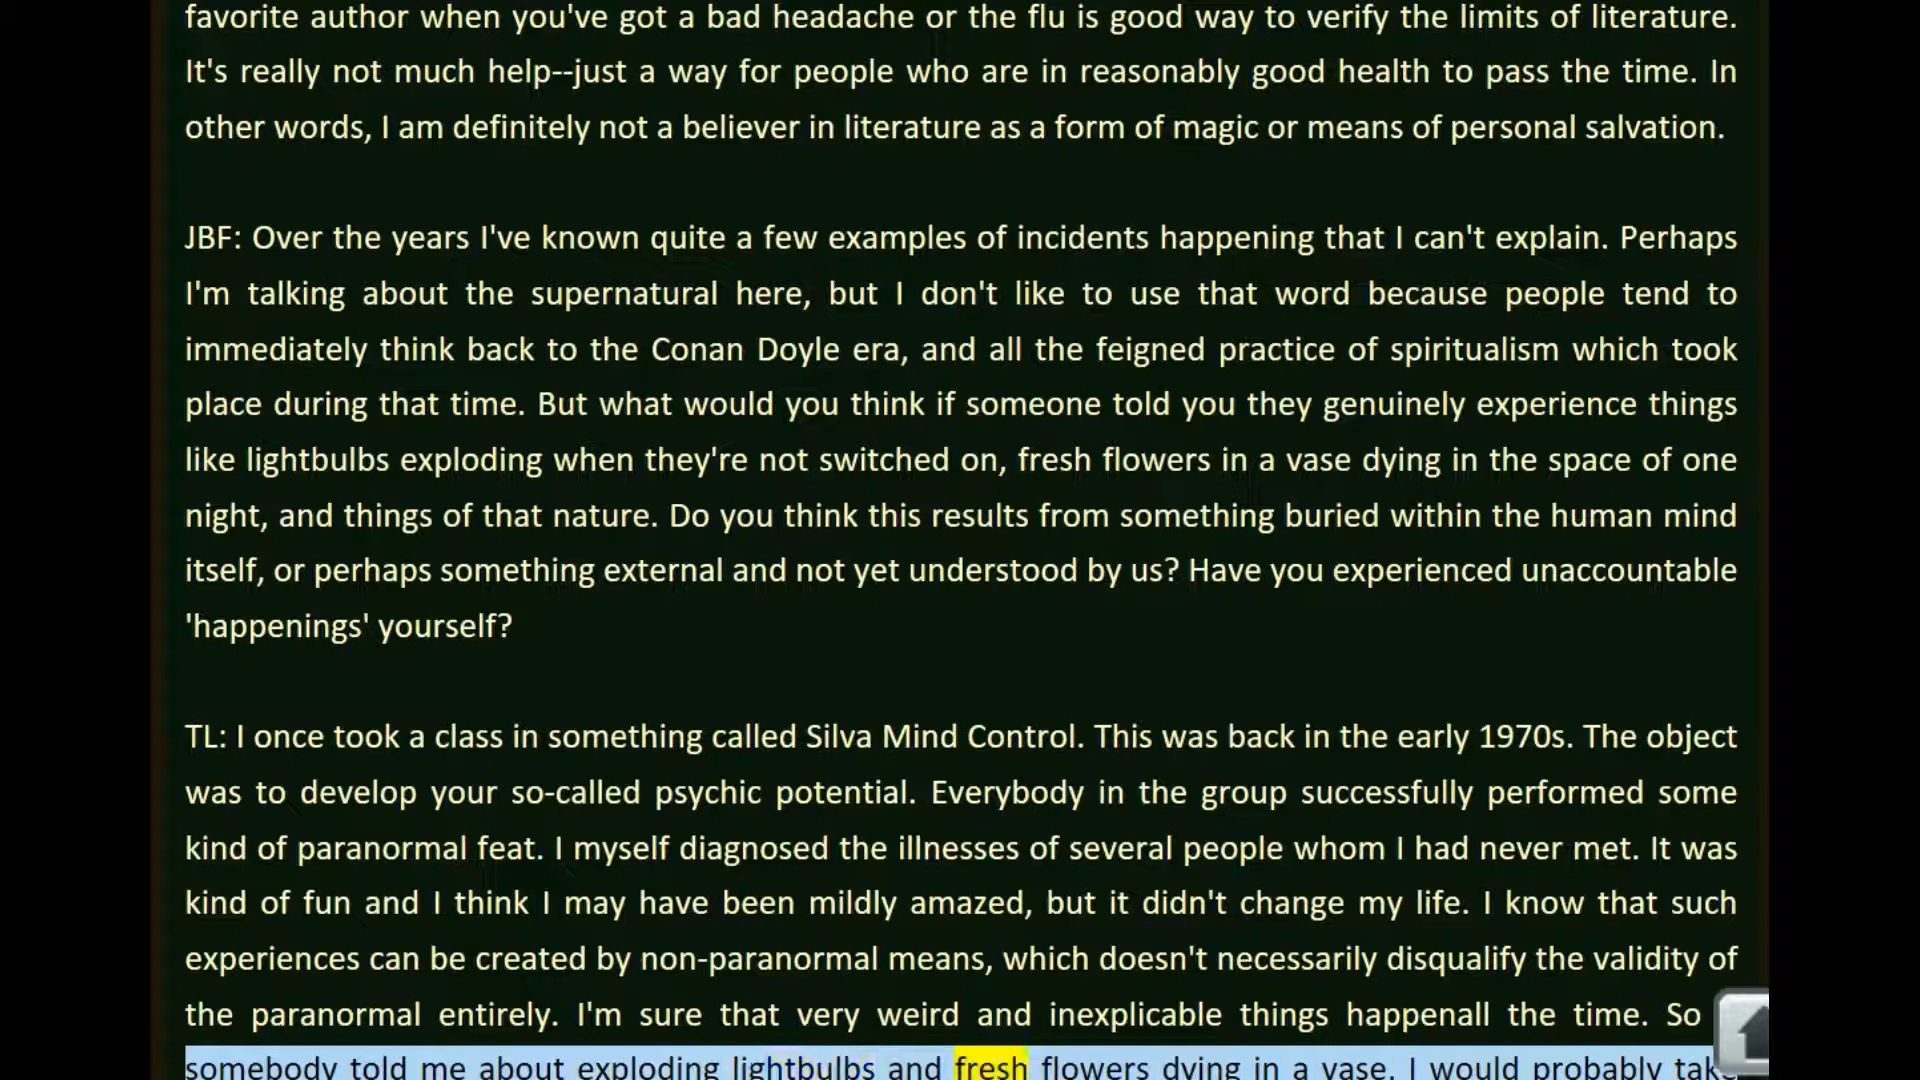 favorite author when you've got a bad headache or the flu is good way to verify the limits of literature.
It's really not much help--just a way for people who are in reasonably good health to pass the time. In
other words, I am definitely not a believer in literature as a form of magic or means of personal salvation.
JBF: Over the years I've known quite a few examples of incidents happening that I can't explain. Perhaps
I'm talking about the supernatural here, but I don't like to use that word because people tend to
immediately think back to the Conan Doyle era, and all the feigned practice of spiritualism which took
place during that time. But what would you think if someone told you they genuinely experience things
like lightbulbs exploding when they're not switched on, fresh flowers in a vase dying in the space of one
night, and things of that nature. Do you think this results from something buried within the human mind
itself, or perhaps something external and not yet understood by us? Have you experienced unaccountable
'happenings' yourself?
TL: I once took a class in something called Silva Mind Control. This was back in the early 1970s. The object
was to develop your so-called psychic potential. Everybody in the group successfully performed some
kind of paranormal feat. I myself diagnosed the illnesses of several people whom I had never met. It was
kind of fun and I think I may have been mildly amazed, but it didn't change my life. I know that such
experiences can be created by non-paranormal means, which doesn't necessarily disqualify the validity of
the paranormal entirely. I'm sure that very weird and inexplicable things happenall the time. So
somebody told me about exploding lightbulbs and fresh flowers dying in a vase, I would probably take